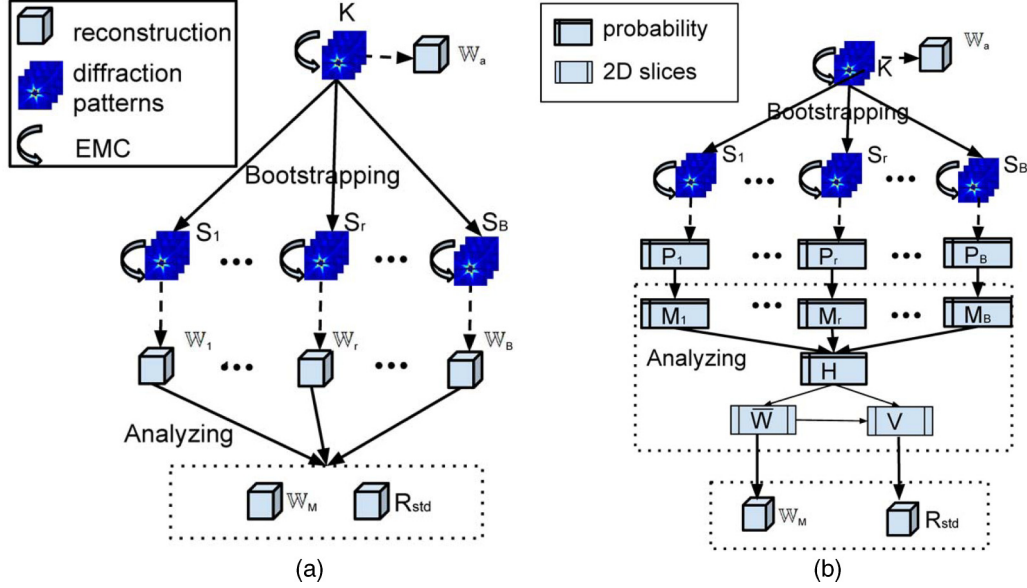 reconstruction
diffraction
patterns
EMC
K
𝕎a
Bootstrapping
S1
Sr
SB
𝕎1
𝕎r
𝕎B
Analyzing
𝕎M
Rstd
(a)
probability
2D slices
K̄
𝕎a
Bootstrapping
S1
Sr
SB
P1
Pr
PB
M1
Mr
MB
Analyzing
H
W̅
V
𝕎M
Rstd
(b)